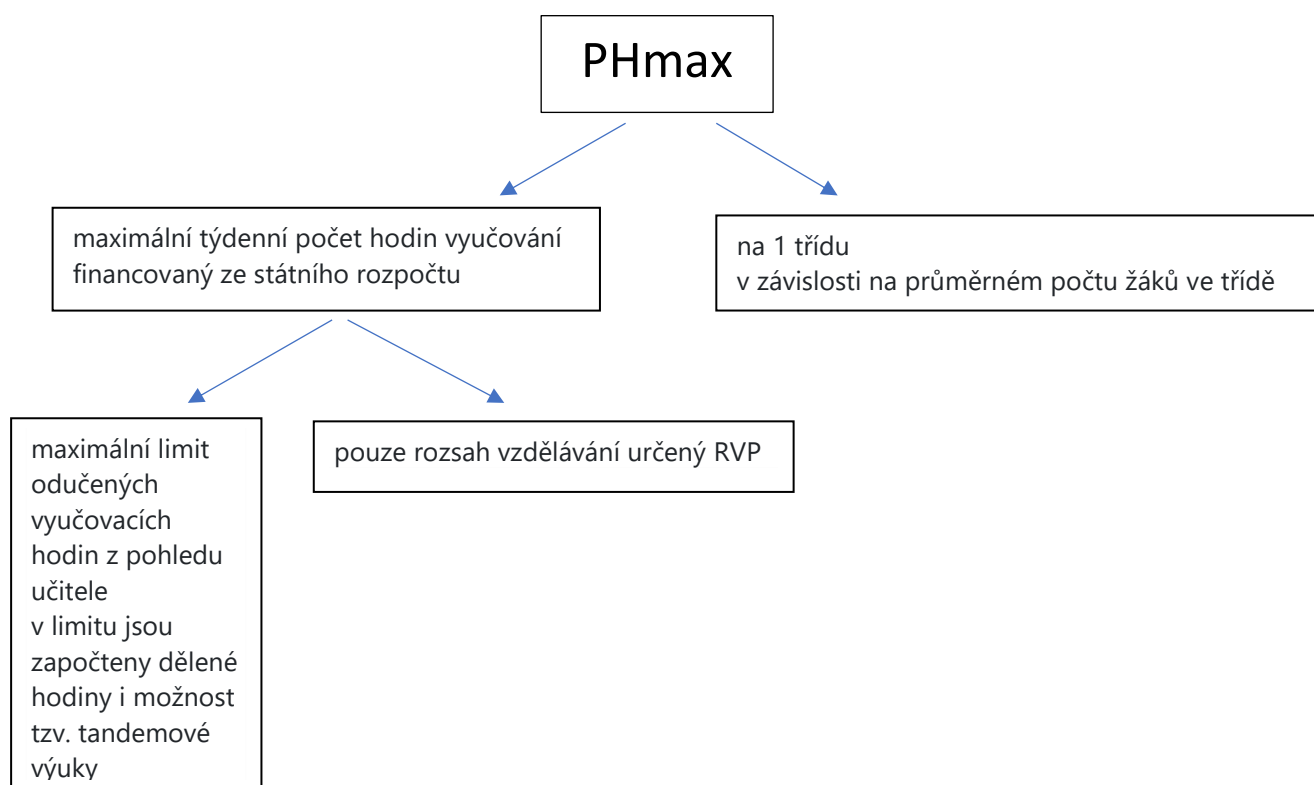 PHmax
maximální týdenní počet hodin vyučování
financovaný ze státního rozpočtu
na 1 třídu
v závislosti na průměrném počtu žáků ve třídě
maximální limit
odučených
vyučovacích
hodin z pohledu
učitele
v limitu jsou
započteny dělené
hodiny i možnost
tzv. tandemové
výuky
pouze rozsah vzdělávání určený RVP